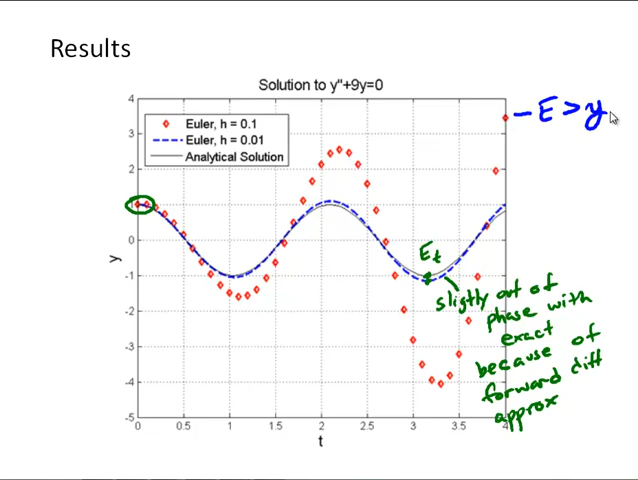 Results
Solution to y"+9y=0
Euler, h = 0.1
Euler, h = 0.01
Analytical Solution
4
3
2
1
0
-1
-2
-3
-4
-5
y
0
0.5
1
1.5
2
2.5
3
3.5
4
t
– E > y
Et
sligtly out of
phase with
exact
because of
forward diff
approx